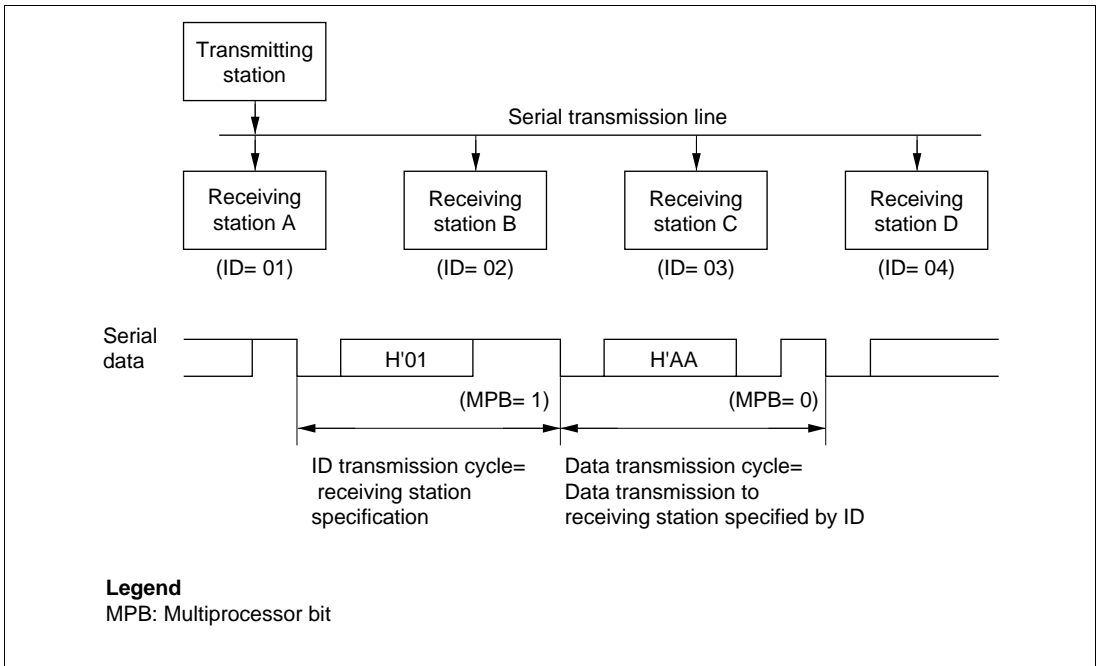 Transmitting
station
Serial transmission line
Receiving
station A
Receiving
station B
Receiving
station C
Receiving
station D
(ID= 01)
(ID= 02)
(ID= 03)
(ID= 04)
Serial
data
H'01
H'AA
(MPB= 1)
(MPB= 0)
ID transmission cycle=
receiving station
specification
Data transmission cycle=
Data transmission to
receiving station specified by ID
Legend
MPB: Multiprocessor bit